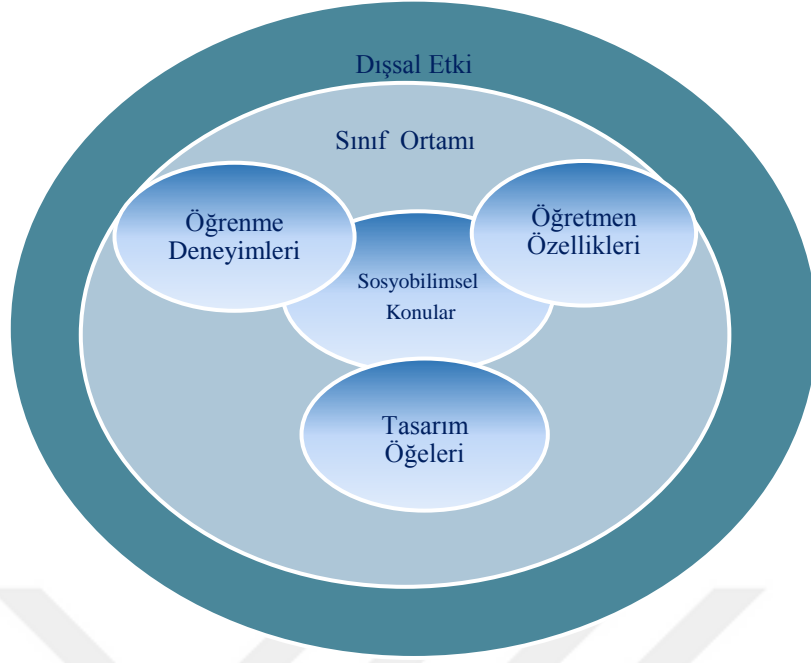 Dışsal Etki
Sınıf Ortamı
Öğrenme
Deneyimleri
Öğretmen
Özellikleri
Sosyobilimsel
Konular
Tasarım
Öğeleri